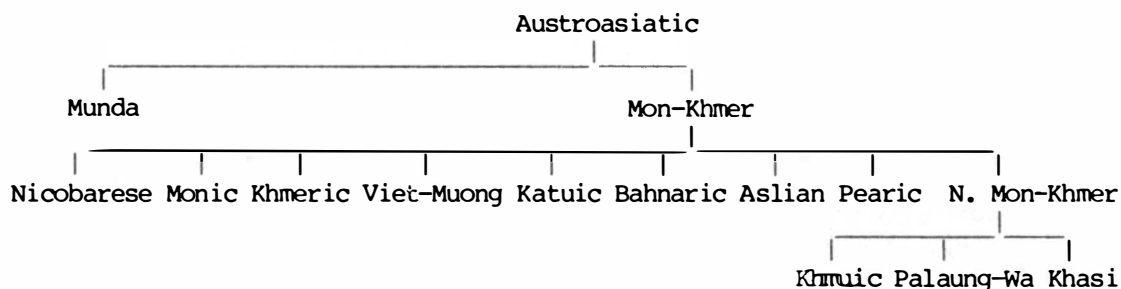 Austroasiatic
Munda Mon-Khmer
Nicobarese Monic Khmeric Viet-Muong Katuic Bahnaric Aslian Pearic N. Mon-Khmer
Khmuic Palaung-Wa Khasi